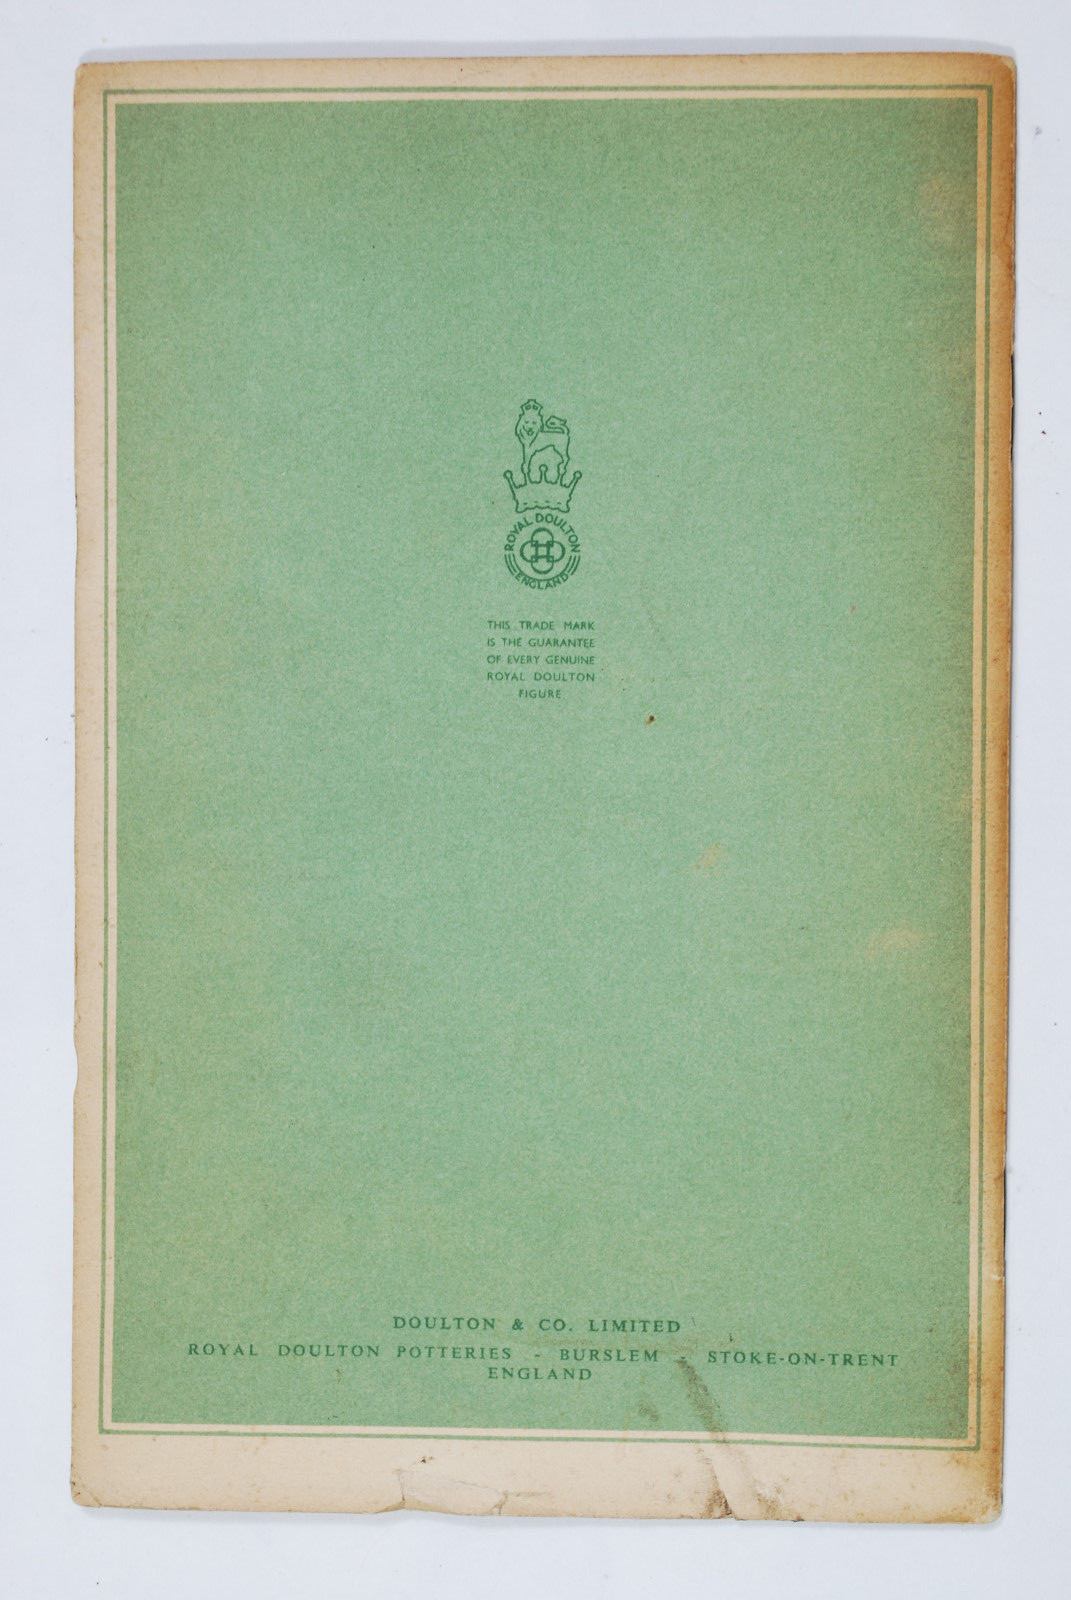 ROYAL DOULTON
ENGLAND
THIS TRADE MARK
IS THE GUARANTEE
OF EVERY GENUINE
ROYAL DOULTON
FIGURE
DOULTON & CO. LIMITED
ROYAL DOULTON POTTERIES - BURSLEM - STOKE-ON-TRENT
ENGLAND